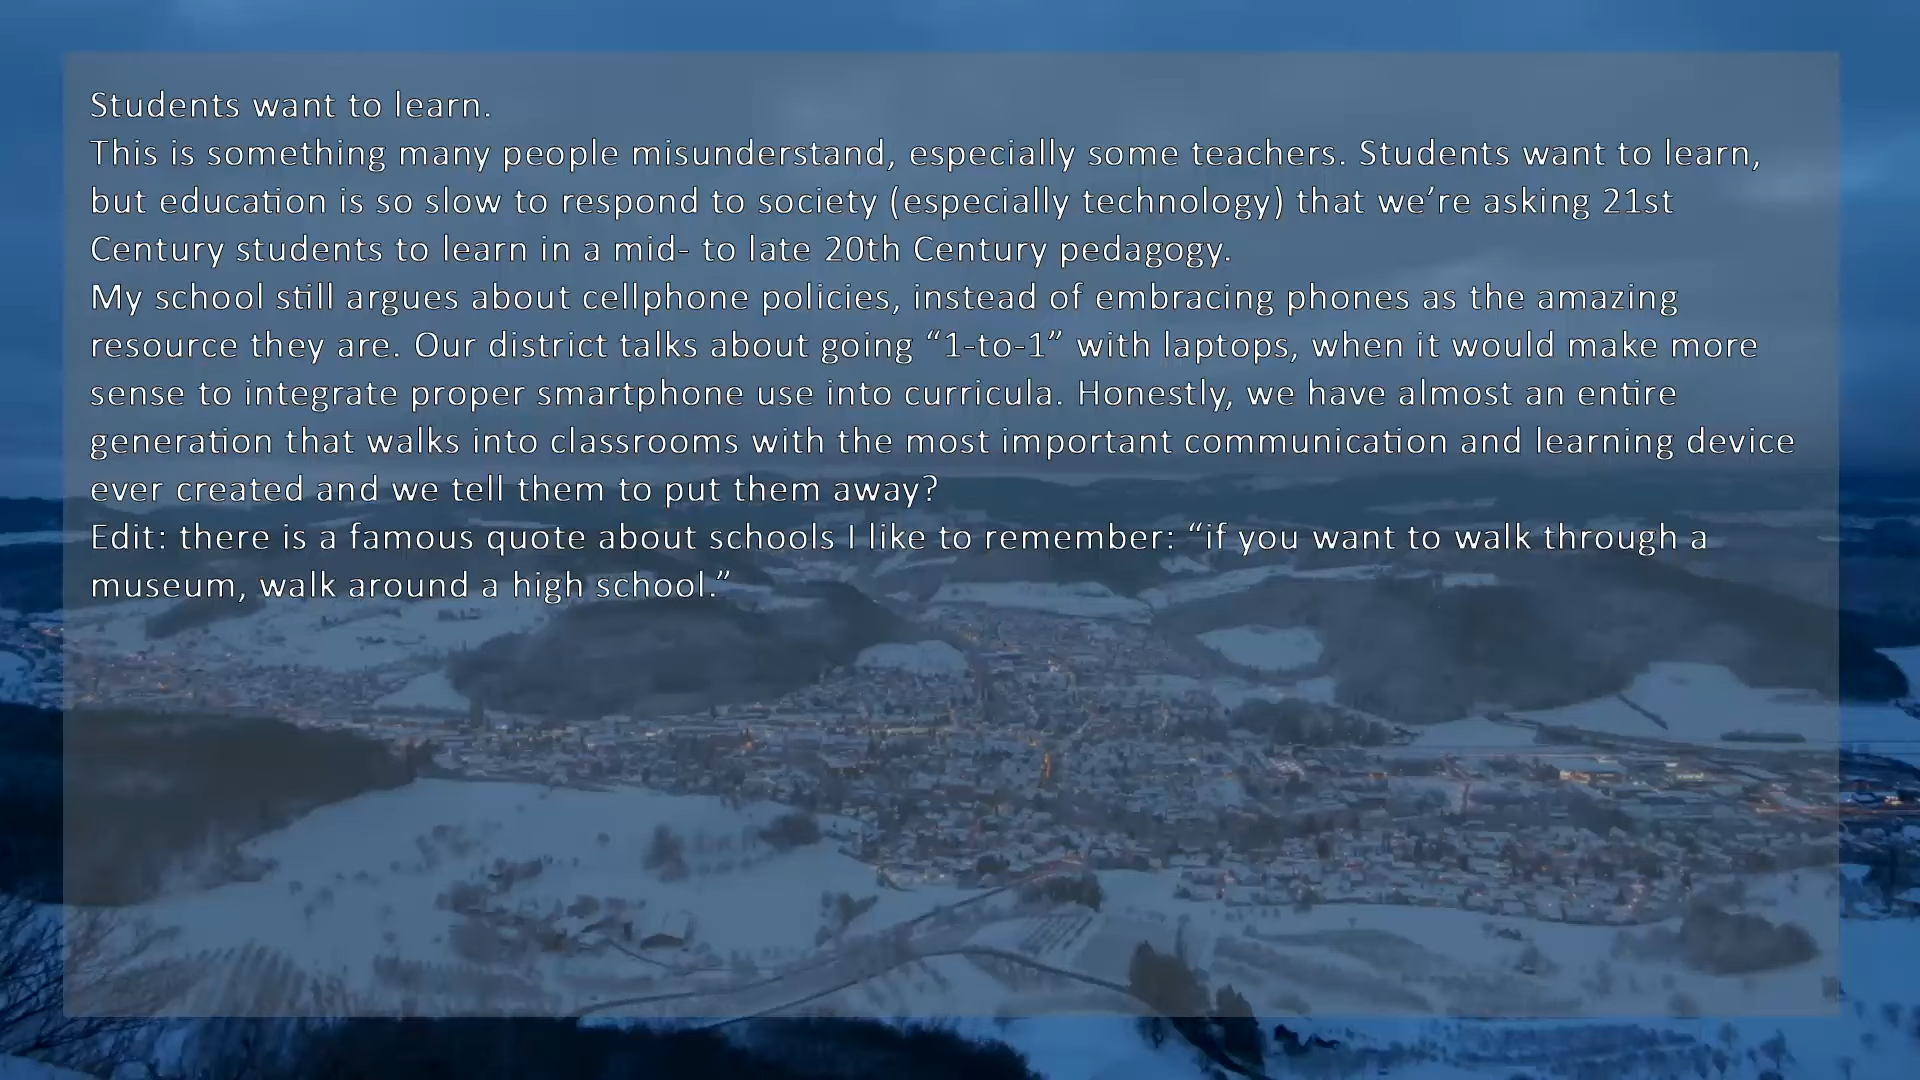 Students want to learn.
This is something many people misunderstand, especially some teachers. Students want to learn,
but education is so slow to respond to society (especially technology) that we’re asking 21st
Century students to learn in a mid- to late 20th Century pedagogy.
My school still argues about cellphone policies, instead of embracing phones as the amazing
resource they are. Our district talks about going “1-to-1” with laptops, when it would make more
sense to integrate proper smartphone use into curricula. Honestly, we have almost an entire
generation that walks into classrooms with the most important communication and learning device
ever created and we tell them to put them away?
Edit: there is a famous quote about schools I like to remember: “if you want to walk through a
museum, walk around a high school.”